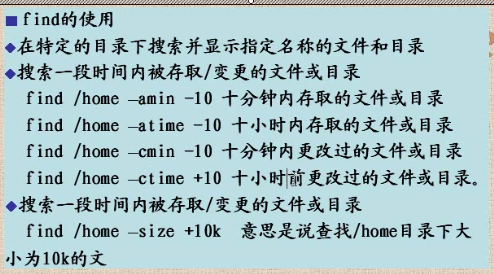 ■find的使用
◆在特定的目录下搜索并显示指定名称的文件和目录
◆搜索一段时间内被存取/变更的文件或目录
find /home –amin -10 十分钟内存取的文件或目录
find /home –atime -10 十小时内存取的文件或目录
find /home –cmin -10 十分钟内更改过的文件或目录
find /home –ctime +10 十小时前更改过的文件或目录。
◆搜索一段时间内被存取/变更的文件或目录
find /home –size +10k 意思是说查找/home目录下大
小为10k的文